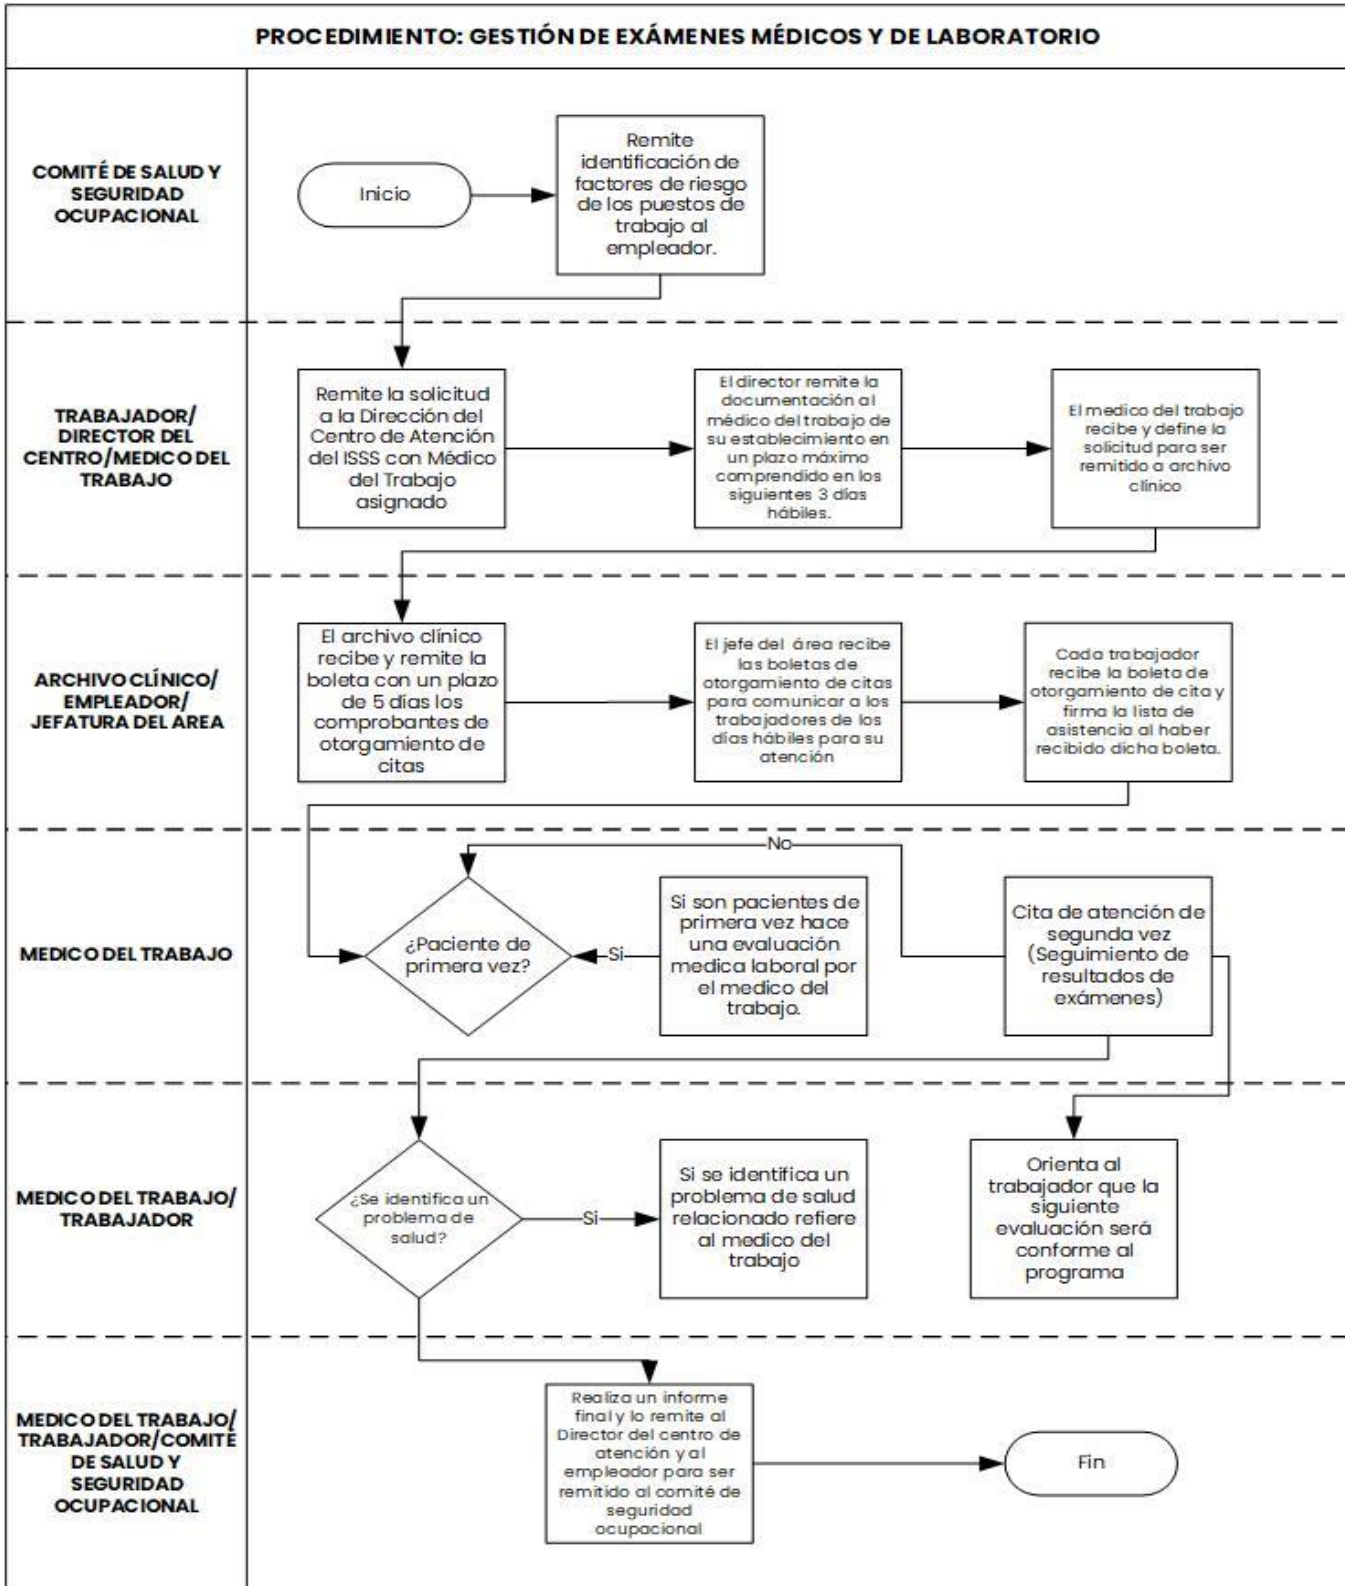 PROCEDIMIENTO: GESTIÓN DE EXÁMENES MÉDICOS Y DE LABORATORIO
COMITÉ DE SALUD Y
SEGURIDAD
OCUPACIONAL
Inicio
Remite
identificación de
factores de riesgo
de los puestos de
trabajo al
empleador.
TRABAJADOR/
DIRECTOR DEL
CENTRO/MEDICO DEL
TRABAJO
Remite la solicitud
a la Dirección del
Centro de Atención
del ISSS con Médico
del Trabajo
asignado
El director remite la
documentación al
médico del trabajo de
su establecimiento en
un plazo máximo
comprendido en los
siguientes 3 días
hábiles.
El medico del trabajo
recibe y define la
solicitud para ser
remitido a archivo
clínico
ARCHIVO CLÍNICO/
EMPLEADOR/
JEFATURA DEL AREA
El archivo clínico
recibe y remite la
boleta con un plazo
de 5 días los
comprobantes de
otorgamiento de
citas
El jefe del área recibe
las boletas de
otorgamiento de citas
para comunicar a los
trabajadores de los
días hábiles para su
atención
Cada trabajador
recibe la boleta de
otorgamiento de cita y
firma la lista de
asistencia al haber
recibido dicha boleta.
MEDICO DEL TRABAJO
¿Paciente de
primera vez?
Si
No
Si son pacientes de
primera vez hace
una evaluación
medica laboral por
el medico del
trabajo.
Cita de atención de
segunda vez
(Seguimiento de
resultados de
exámenes)
MEDICO DEL TRABAJO/
TRABAJADOR
¿Se identifica un
problema de
salud?
Si
Si se identifica un
problema de salud
relacionado refiere
al medico del
trabajo
Orienta al
trabajador que la
siguiente
evaluación será
conforme al
programa
MEDICO DEL TRABAJO/
TRABAJADOR/COMITÉ
DE SALUD Y
SEGURIDAD
OCUPACIONAL
Realiza un informe
final y lo remite al
Director del centro de
atención y al
empleador para ser
remitido al comité de
seguridad
ocupacional
Fin